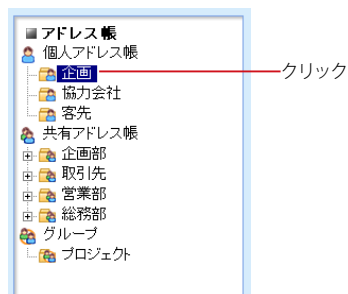 ■ アドレス帳
個人アドレス帳
企画
クリック
協力会社
客先
共有アドレス帳
企画部
取引先
営業部
総務部
グループ
プロジェクト